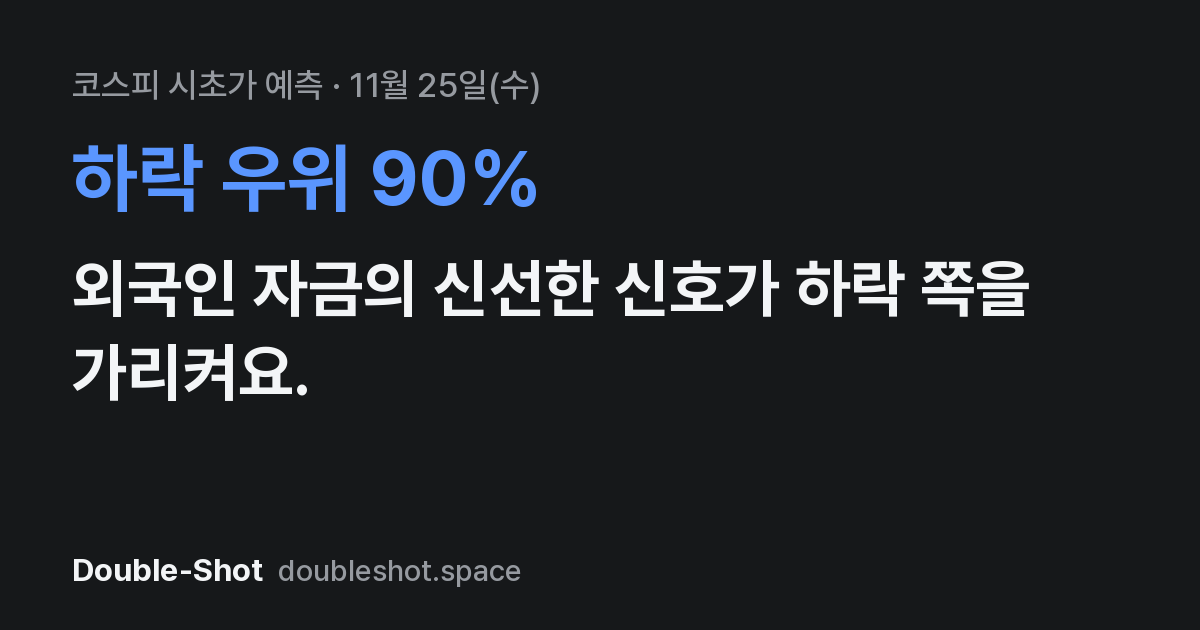 코스피 시초가 예측 · 11월 25일(수)
하락 우위 90%
외국인 자금의 신선한 신호가 하락 쪽을
가리켜요.
Double-Shot doubleshot.space